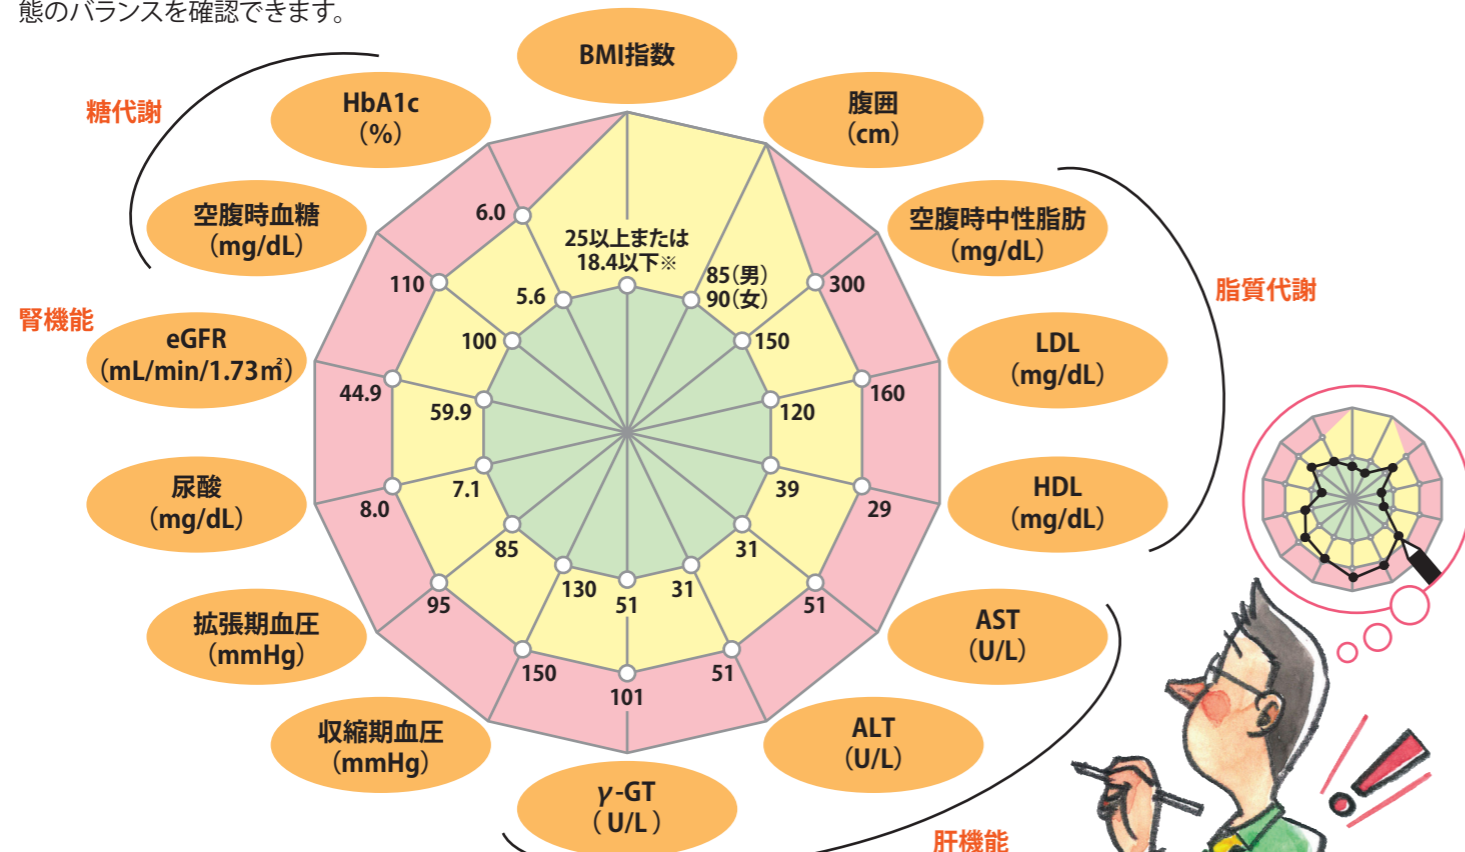 態のバランスを確認できます。
BMI指数
腹囲
（cm）
空腹時中性脂肪
（mg/dL）
LDL
（mg/dL）
HDL
（mg/dL）
AST
（U/L）
ALT
（U/L）
γ-GT
（U/L）
収縮期血圧
（mmHg）
拡張期血圧
（mmHg）
尿酸
（mg/dL）
eGFR
（mL/min/1.73㎡）
空腹時血糖
（mg/dL）
HbA1c
（%）
糖代謝
腎機能
脂質代謝
肝機能
25以上または
18.4以下※
85（男）
90（女）
150
300
120
160
39
29
31
51
31
51
51
101
130
150
85
95
7.1
8.0
59.9
44.9
100
110
5.6
6.0